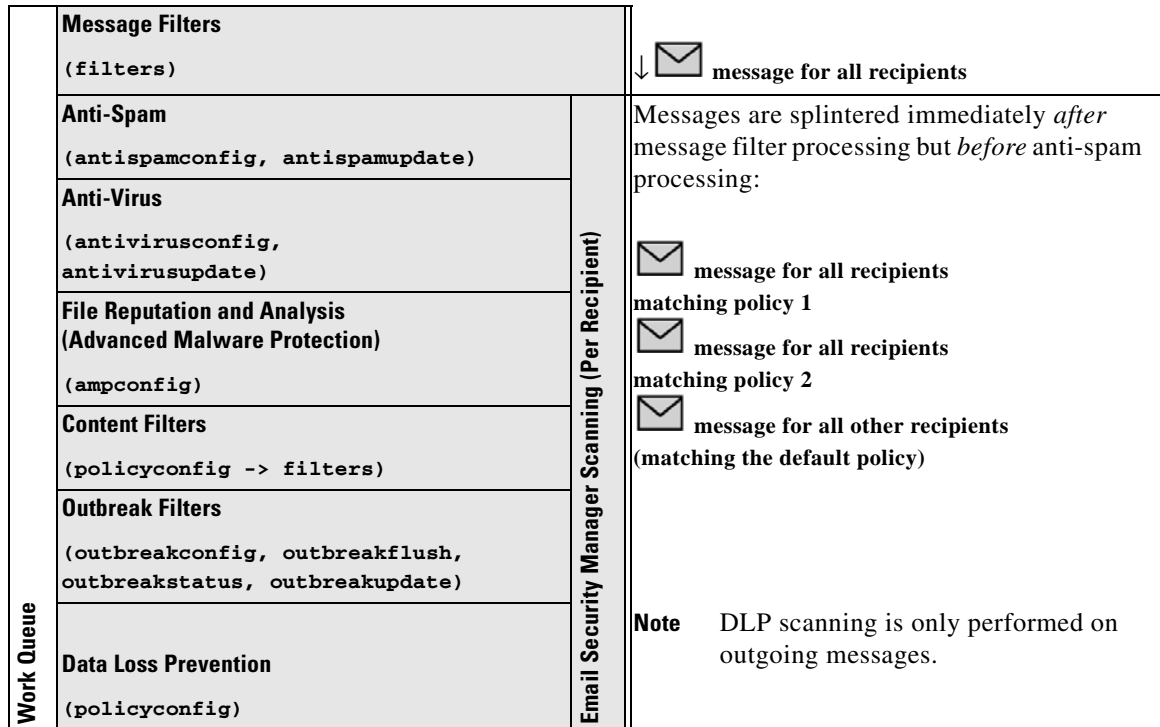 Message Filters
(filters)
↓ message for all recipients
Anti-Spam
(antispamconfig, antispamupdate)
Anti-Virus
(antivirusconfig,
antivirusupdate)
File Reputation and Analysis
(Advanced Malware Protection)
(ampconfig)
Content Filters
(policyconfig -> filters)
Outbreak Filters
(outbreakconfig, outbreakflush,
outbreakstatus, outbreakupdate)
Data Loss Prevention
(policyconfig)
Work Queue
Email Security Manager Scanning (Per Recipient)
Messages are splintered immediately after
message filter processing but before anti-spam
processing:
message for all recipients
matching policy 1
message for all recipients
matching policy 2
message for all other recipients
(matching the default policy)
Note DLP scanning is only performed on
outgoing messages.